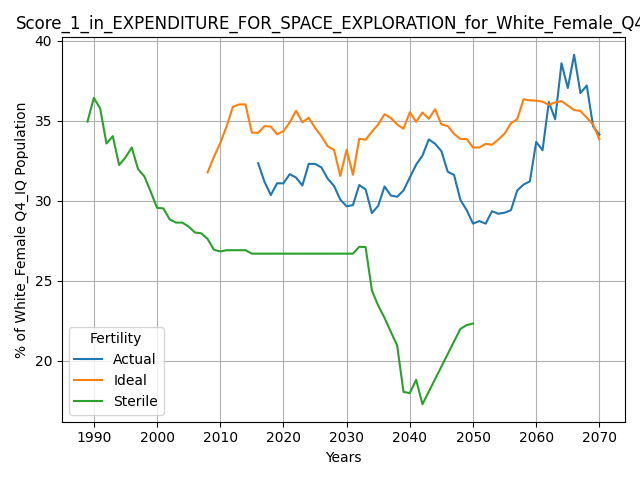 Score_1_in_EXPENDITURE_FOR_SPACE_EXPLORATION_for_White_Female_Q4
40
35
30
25
20
% of White_Female Q4_IQ Population
Fertility
Actual
Ideal
Sterile
1990 2000 2010 2020 2030 2040 2050 2060 2070
Years